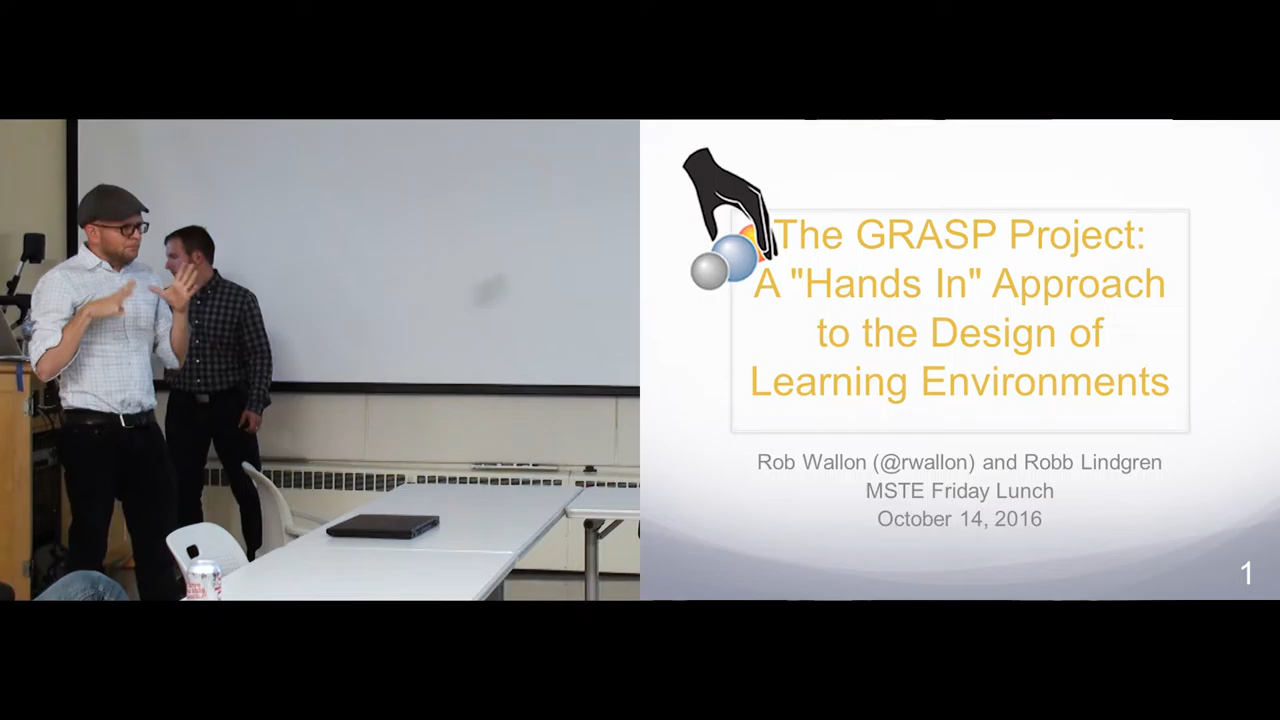 The GRASP Project:
A "Hands In" Approach
to the Design of
Learning Environments
Rob Wallon (@rwallon) and Robb Lindgren
MSTE Friday Lunch
October 14, 2016
1